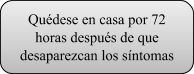 Quédese en casa por 72
horas después de que
desaparezcan los síntomas